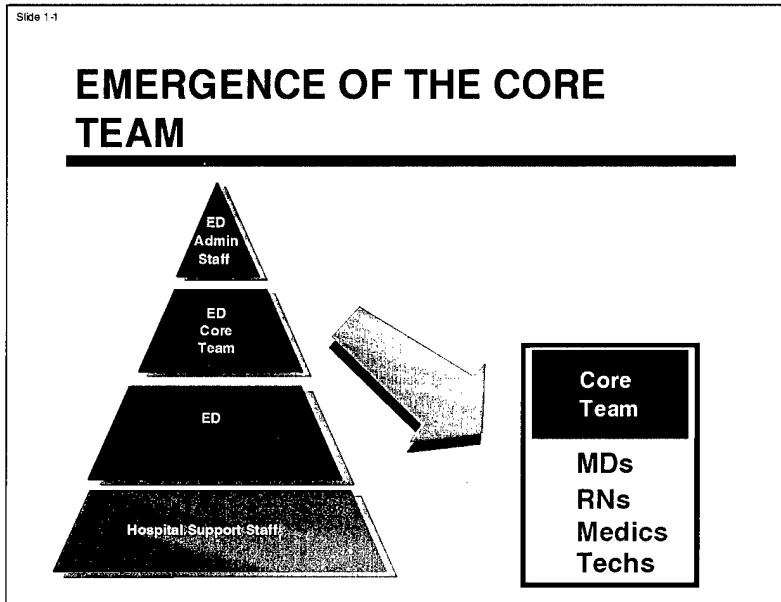 Slide 1-1
EMERGENCE OF THE CORE
TEAM
ED
Admin
Staff
ED
Core
Team
ED
Hospital Support Staff
Core
Team
MDs
RNs
Medics
Techs